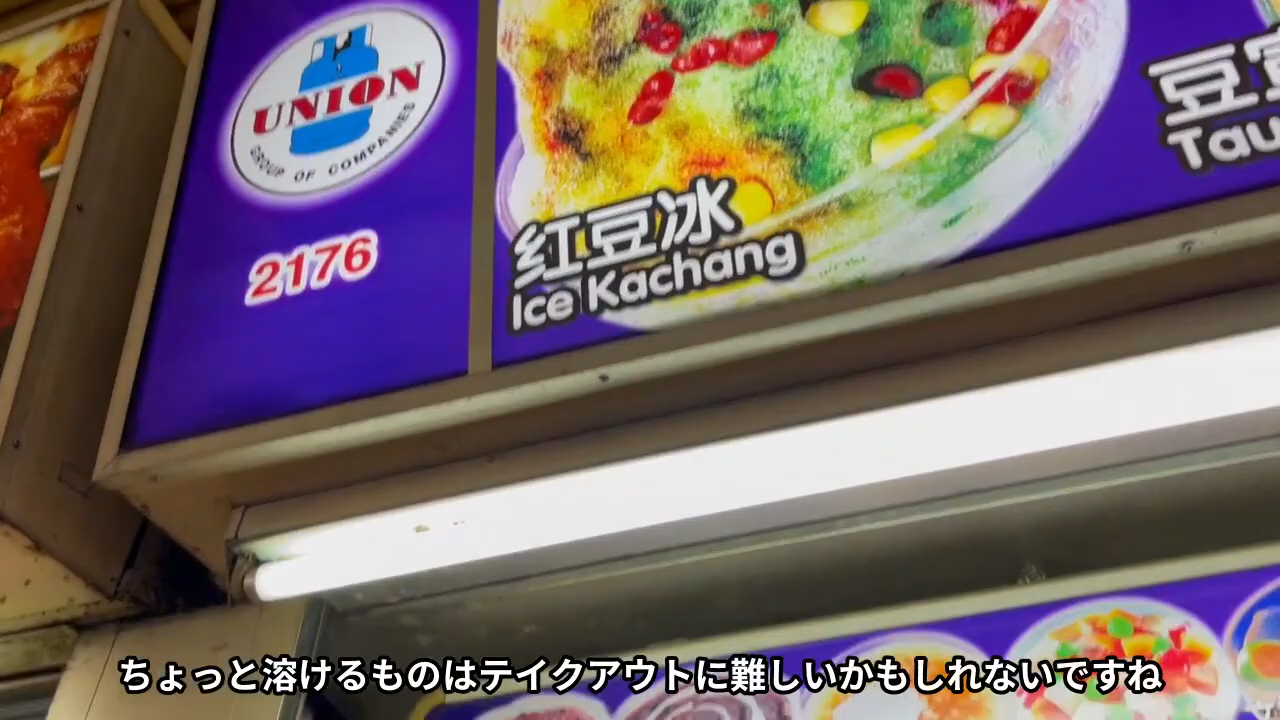 UNION
GROUP OF COMPANIES
2176
红豆冰
Ice Kachang
豆
Tau
ちょっと溶けるものはテイクアウトに難しいかもしれないですね